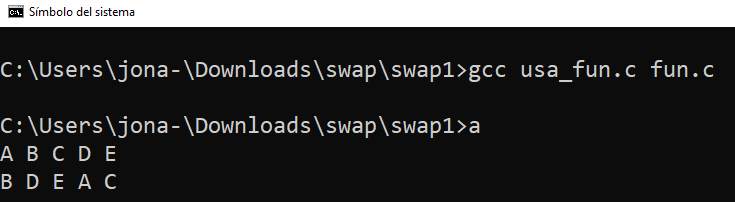 Símbolo del sistema
C:\Users\jona-\Downloads\swap\swap1>gcc usa_fun.c fun.c
C:\Users\jona-\Downloads\swap\swap1>a
A B C D E
B D E A C